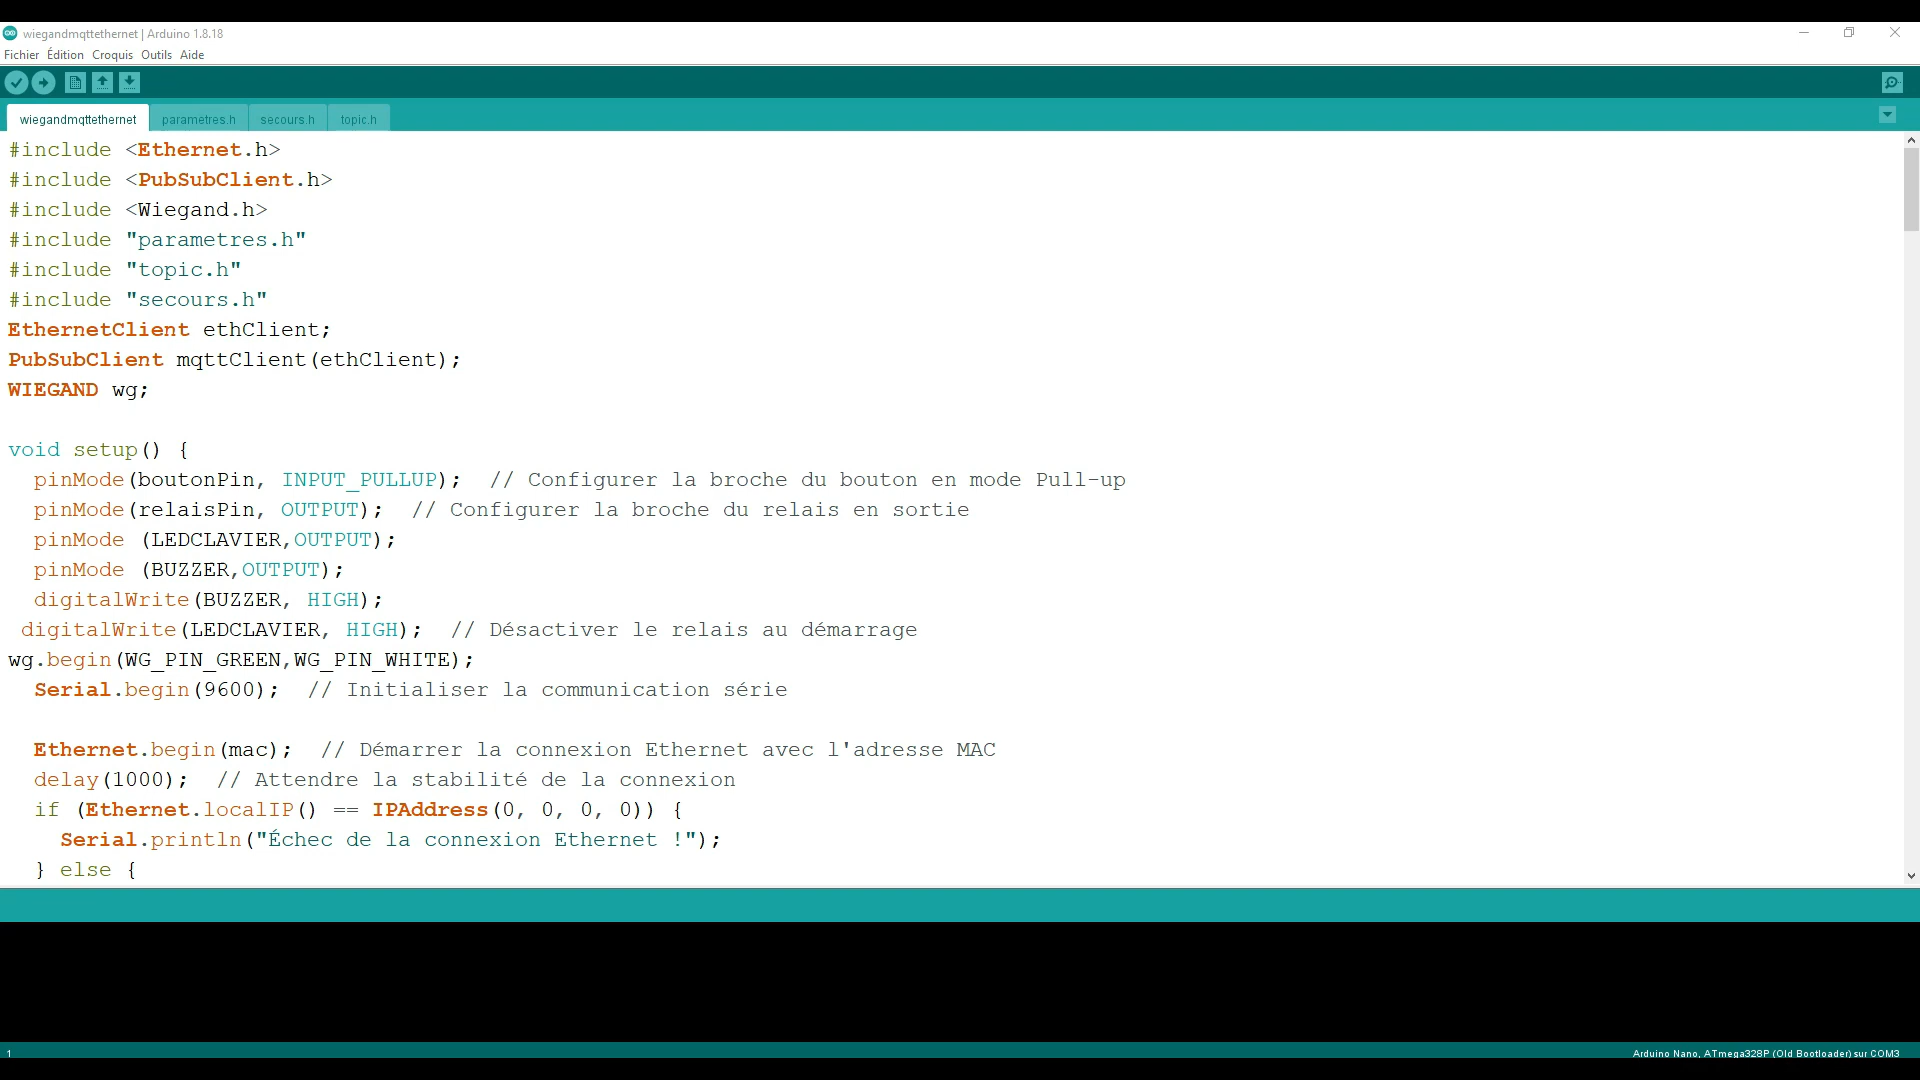 wiegandmqttethernet | Arduino 1.8.18
Fichier Édition Croquis Outils Aide
wiegandmqttethernet parametres.h secours.h topic.h
#include <Ethernet.h>
#include <PubSubClient.h>
#include <Wiegand.h>
#include "parametres.h"
#include "topic.h"
#include "secours.h"
EthernetClient ethClient;
PubSubClient mqttClient(ethClient);
WIEGAND wg;
void setup() {
pinMode(boutonPin, INPUT_PULLUP);  // Configurer la broche du bouton en mode Pull-up
pinMode(relaisPin, OUTPUT);  // Configurer la broche du relais en sortie
pinMode (LEDCLAVIER,OUTPUT);
pinMode (BUZZER,OUTPUT);
digitalWrite(BUZZER, HIGH);
digitalWrite(LEDCLAVIER, HIGH);  // Désactiver le relais au démarrage
wg.begin(WG_PIN_GREEN,WG_PIN_WHITE);
Serial.begin(9600);  // Initialiser la communication série
Ethernet.begin(mac);  // Démarrer la connexion Ethernet avec l'adresse MAC
delay(1000);  // Attendre la stabilité de la connexion
if (Ethernet.localIP() == IPAddress(0, 0, 0, 0)) {
Serial.println("Échec de la connexion Ethernet !");
} else {
1
Arduino Nano, ATmega328P (Old Bootloader) sur COM3